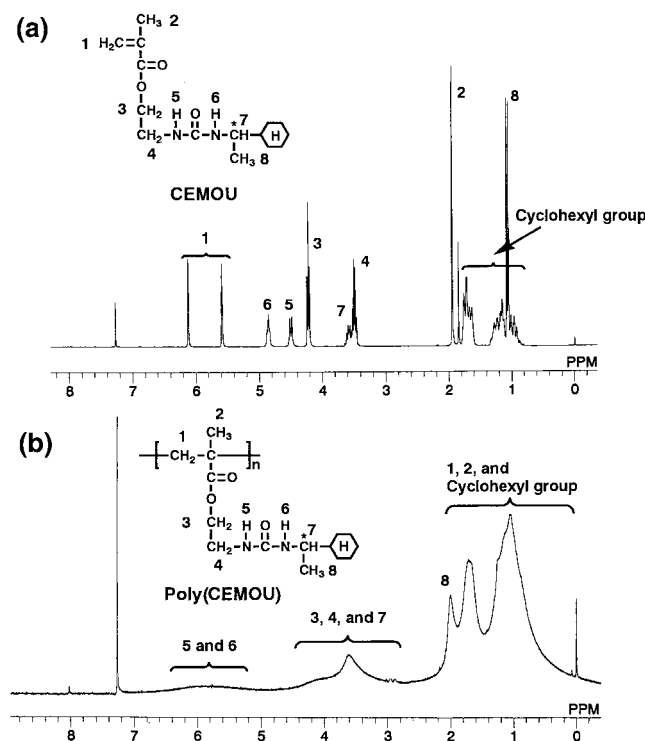 (a)
CH3 2
1 H2C=C
C=O
O
3 CH2 5 H O 6 H *7 H
CH2-N-C-N-C
4 CH3 8
CEMOU
1
2
3
4
5
6
7
8
Cyclohexyl group
PPM
8 7 6 5 4 3 2 1 0
(b)
2
1 CH3
CH2-C n
C=O
O
3 CH2 5 H O 6 H *7 H
CH2-N-C-N-C
4 CH3 8
Poly(CEMOU)
5 and 6
3, 4, and 7
8
1, 2, and
Cyclohexyl group
PPM
8 7 6 5 4 3 2 1 0